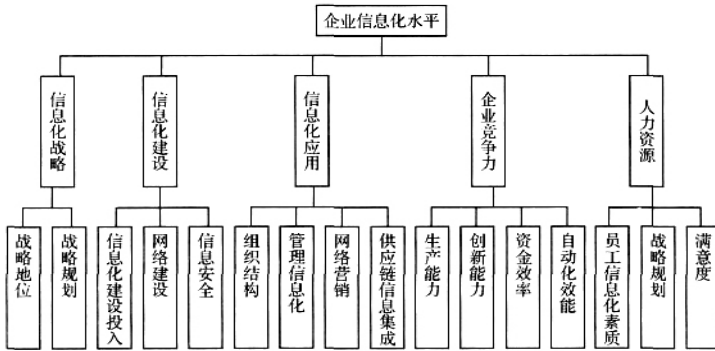 企业信息化水平
信息化战略
信息化建设
信息化应用
企业竞争力
人力资源
战略地位
战略规划
信息化建设投入
网络建设
信息安全
组织结构
管理信息化
网络营销
供应链信息集成
生产能力
创新能力
资金效率
自动化效能
员工信息化素质
战略规划
满意度